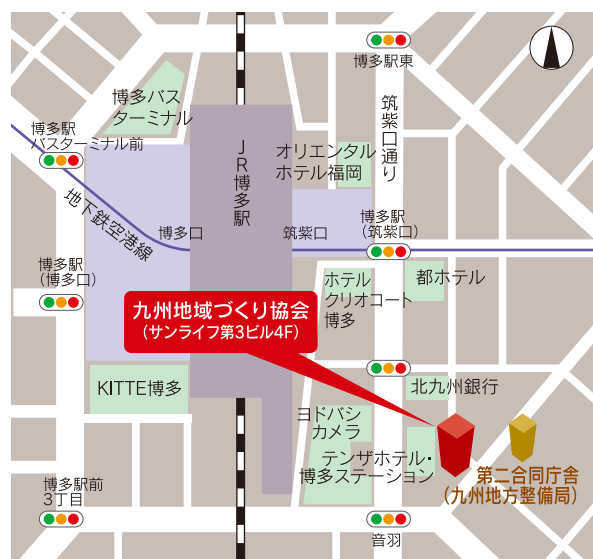 博多駅東
博多バス
ターミナル
博多駅
バスターミナル前
筑紫口通り
JR博多駅
オリエンタル
ホテル福岡
地下鉄空港線
博多口
筑紫口
博多駅
(筑紫口)
博多駅
(博多口)
ホテル
クリオコート
博多
都ホテル
九州地域づくり協会
(サンライフ第3ビル4F)
KITTE博多
北九州銀行
ヨドバシ
カメラ
テンザホテル・
博多ステーション
第二合同庁舎
(九州地方整備局)
博多駅前
3丁目
音羽